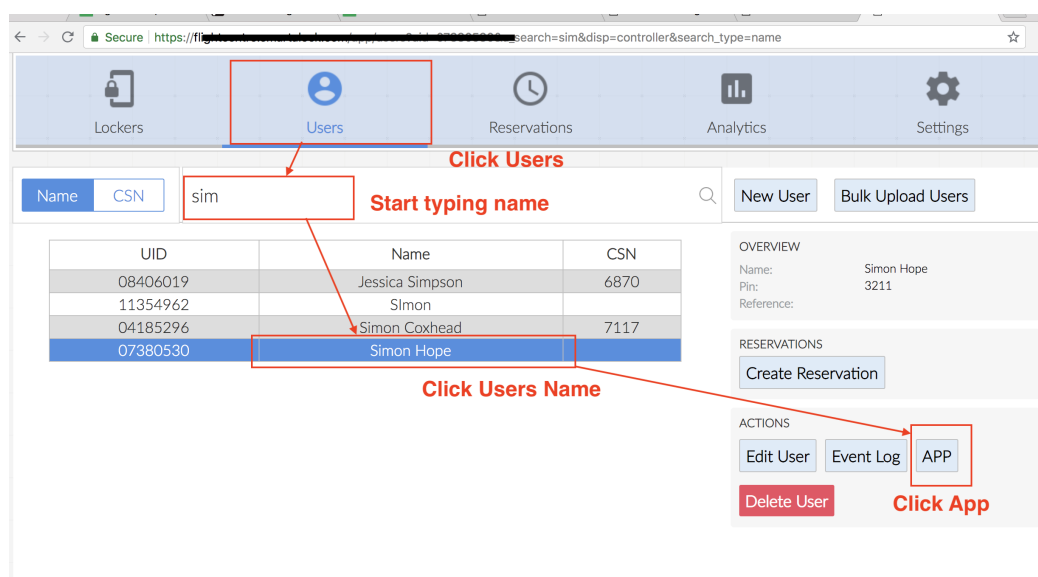 Secure https://fli
search=sim&disp=controller&search_type=name
Lockers Users Reservations Analytics Settings
Click Users
Name CSN sim Start typing name New User Bulk Upload Users
UID Name CSN
08406019 Jessica Simpson 6870
11354962 SImon
04185296 Simon Coxhead 7117
07380530 Simon Hope
Click Users Name
OVERVIEW
Name: Simon Hope
Pin: 3211
Reference:
RESERVATIONS
Create Reservation
ACTIONS
Edit User Event Log APP
Delete User Click App